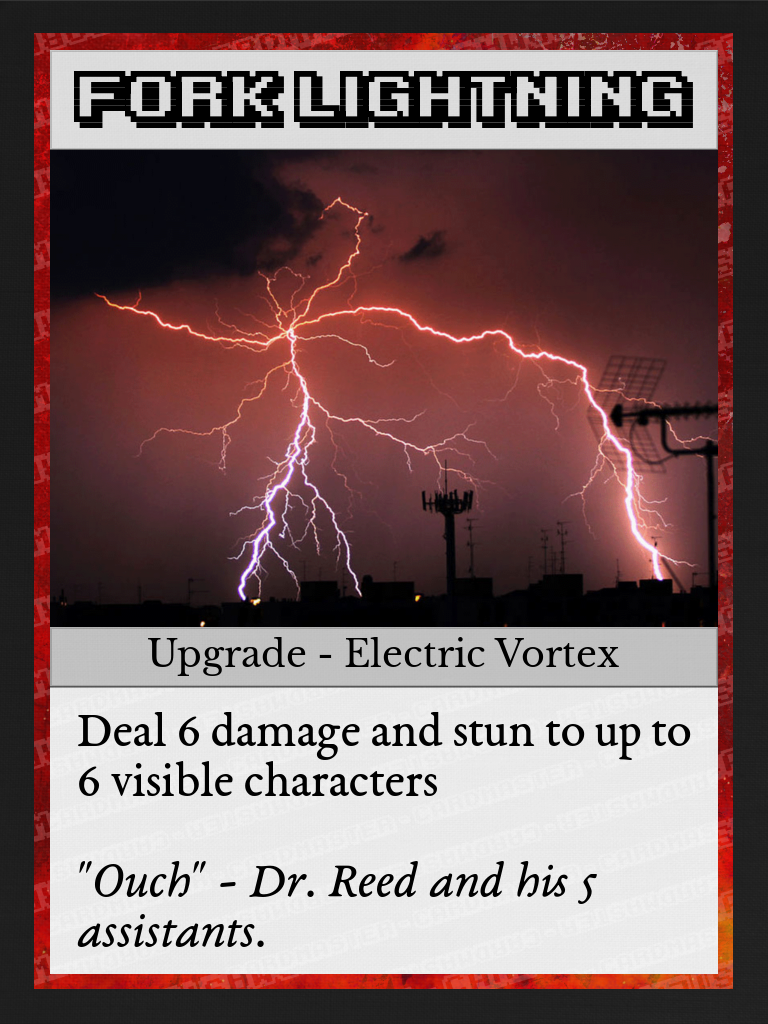 FORK LIGHTNING
Upgrade - Electric Vortex
Deal 6 damage and stun to up to
6 visible characters
"Ouch" - Dr. Reed and his 5
assistants.